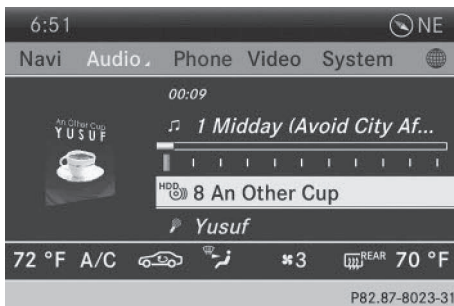 6:51 NE
Navi Audio Phone Video System
00:09
1 Midday (Avoid City Af...
An Other Cup
YUSUF
HDD 8 An Other Cup
Yusuf
72 °F A/C 3 REAR 70 °F
P82.87-8023-31